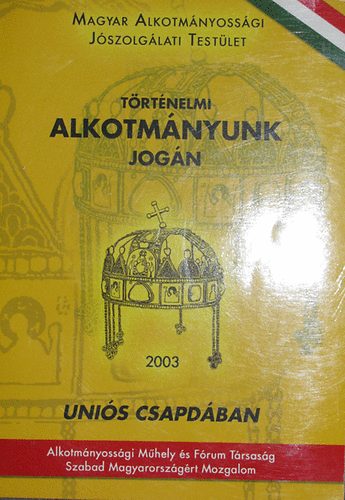 MAGYAR ALKOTMÁNYOSSÁGI
JÓSZOLGÁLATI TESTÜLET
TÖRTÉNELMI
ALKOTMÁNYUNK
JOGÁN
2003
UNIÓS CSAPDÁBAN
Alkotmányossági Műhely és Fórum Társaság
Szabad Magyarországért Mozgalom